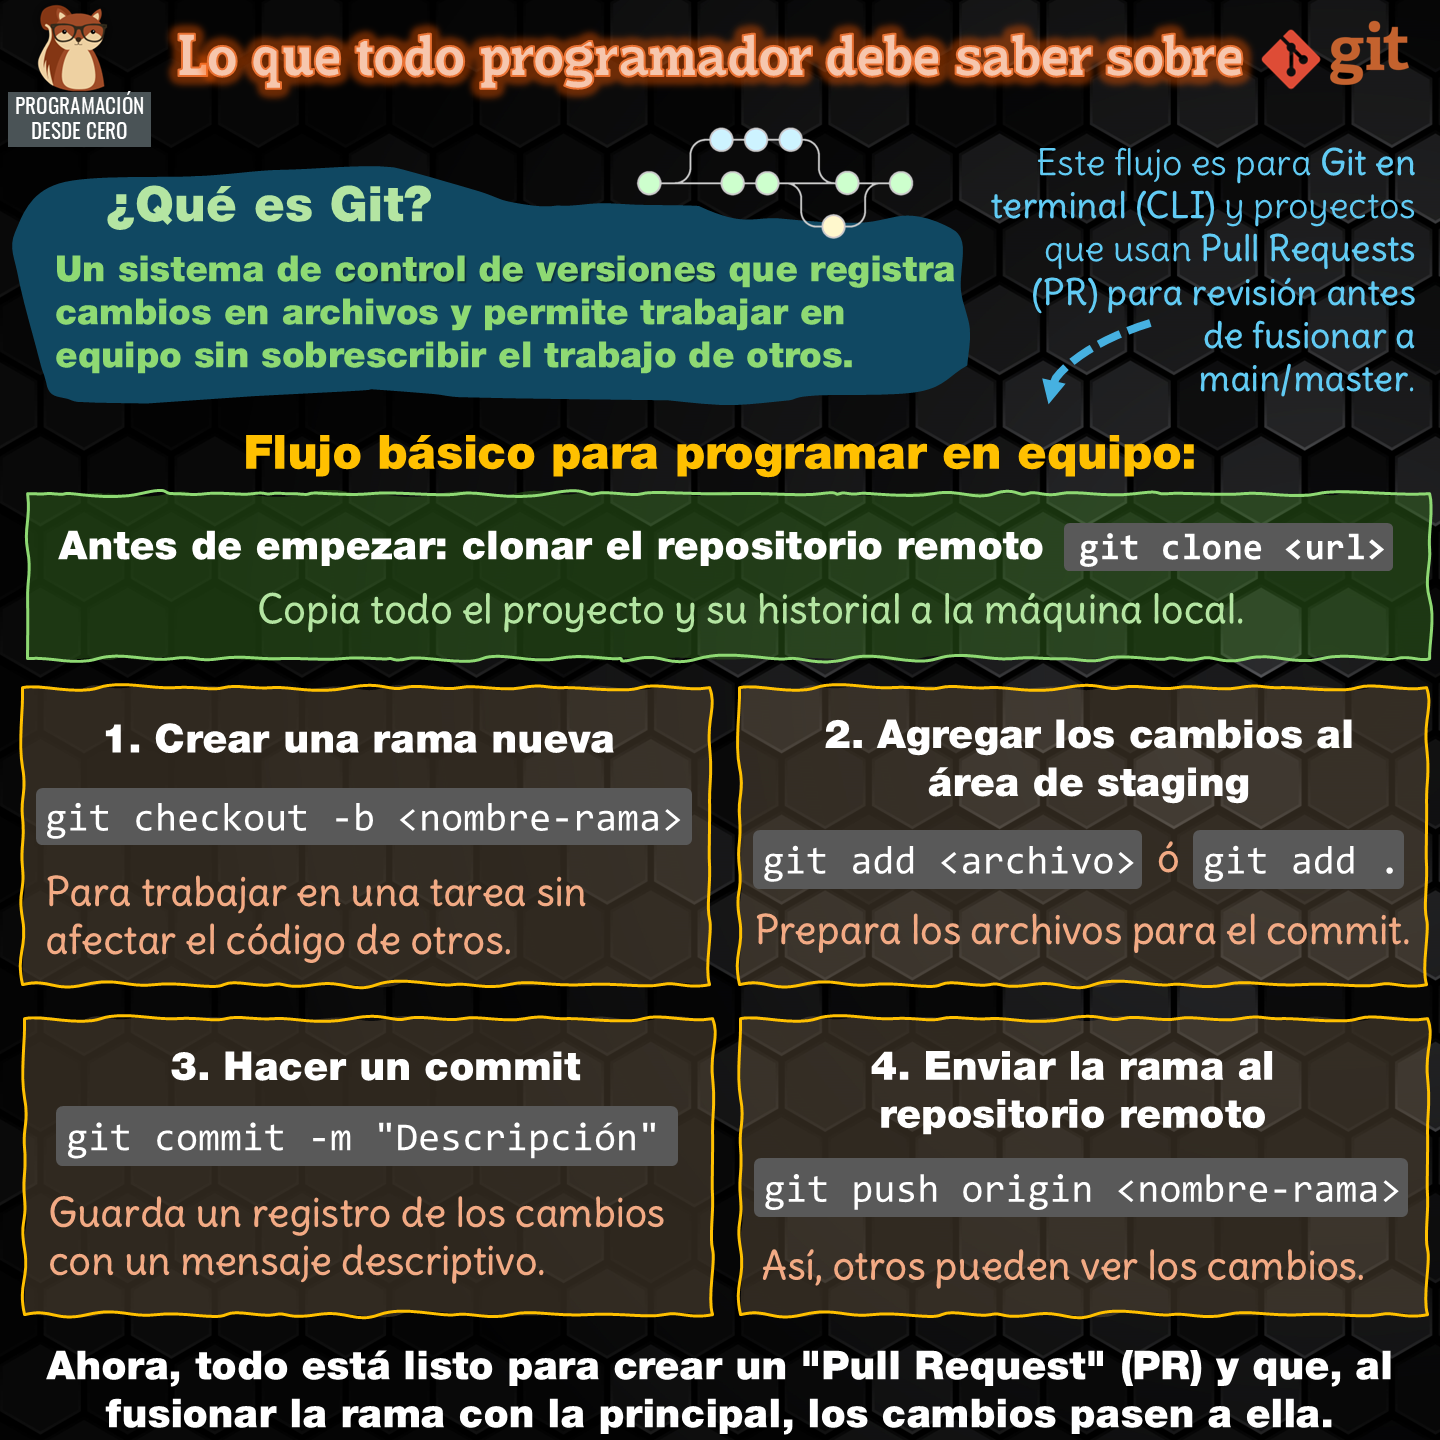 PROGRAMACIÓN
DESDE CERO
Lo que todo programador debe saber sobre git
¿Qué es Git?
Un sistema de control de versiones que registra
cambios en archivos y permite trabajar en
equipo sin sobrescribir el trabajo de otros.
Este flujo es para Git en
terminal (CLI) y proyectos
que usan Pull Requests
(PR) para revisión antes
de fusionar a
main/master.
Flujo básico para programar en equipo:
Antes de empezar: clonar el repositorio remoto git clone <url>
Copia todo el proyecto y su historial a la máquina local.
1. Crear una rama nueva
git checkout -b <nombre-rama>
Para trabajar en una tarea sin
afectar el código de otros.
2. Agregar los cambios al
área de staging
git add <archivo> ó git add .
Prepara los archivos para el commit.
3. Hacer un commit
git commit -m "Descripción"
Guarda un registro de los cambios
con un mensaje descriptivo.
4. Enviar la rama al
repositorio remoto
git push origin <nombre-rama>
Así, otros pueden ver los cambios.
Ahora, todo está listo para crear un "Pull Request" (PR) y que, al
fusionar la rama con la principal, los cambios pasen a ella.